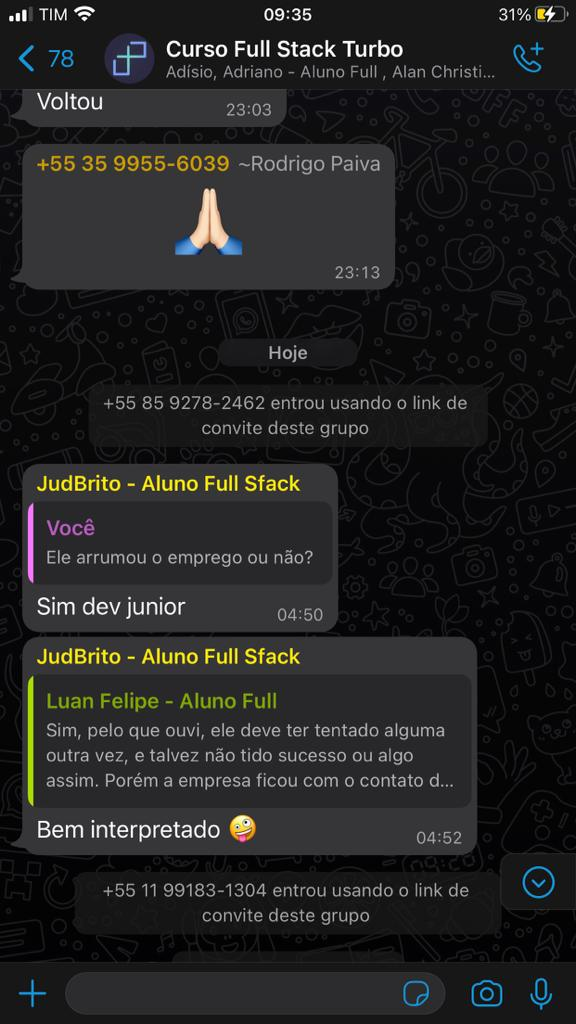 TIM
09:35
31%
78
Curso Full Stack Turbo
Adísio, Adriano - Aluno Full , Alan Christi...
Voltou
23:03
+55 35 9955-6039 ~Rodrigo Paiva
23:13
Hoje
+55 85 9278-2462 entrou usando o link de
convite deste grupo
JudBrito - Aluno Full Sfack
Você
Ele arrumou o emprego ou não?
Sim dev junior
04:50
JudBrito - Aluno Full Sfack
Luan Felipe - Aluno Full
Sim, pelo que ouvi, ele deve ter tentado alguma
outra vez, e talvez não tido sucesso ou algo
assim. Porém a empresa ficou com o contato d...
Bem interpretado 🤪
04:52
+55 11 99183-1304 entrou usando o link de
convite deste grupo